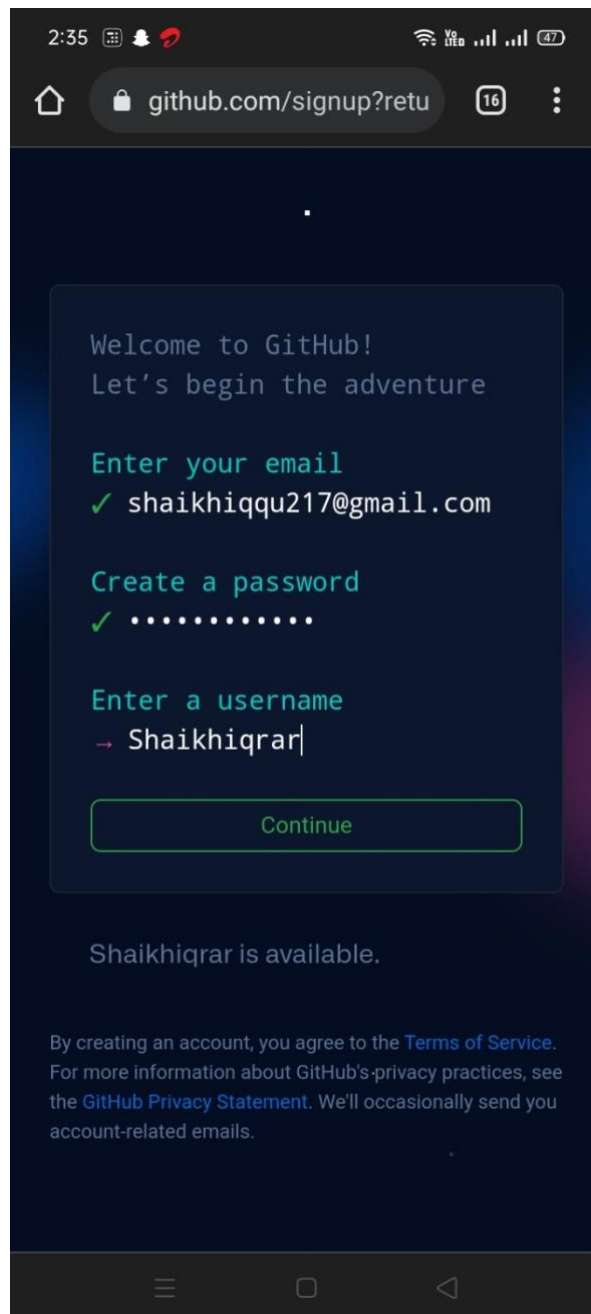 2:35 Vo LTED 47
github.com/signup?retu 16
Welcome to GitHub!
Let's begin the adventure
Enter your email
✓ shaikhiqqu217@gmail.com
Create a password
✓ ••••••••••••
Enter a username
→ Shaikhiqrar
Continue
Shaikhiqrar is available.
By creating an account, you agree to the Terms of Service.
For more information about GitHub's privacy practices, see
the GitHub Privacy Statement. We'll occasionally send you
account-related emails.